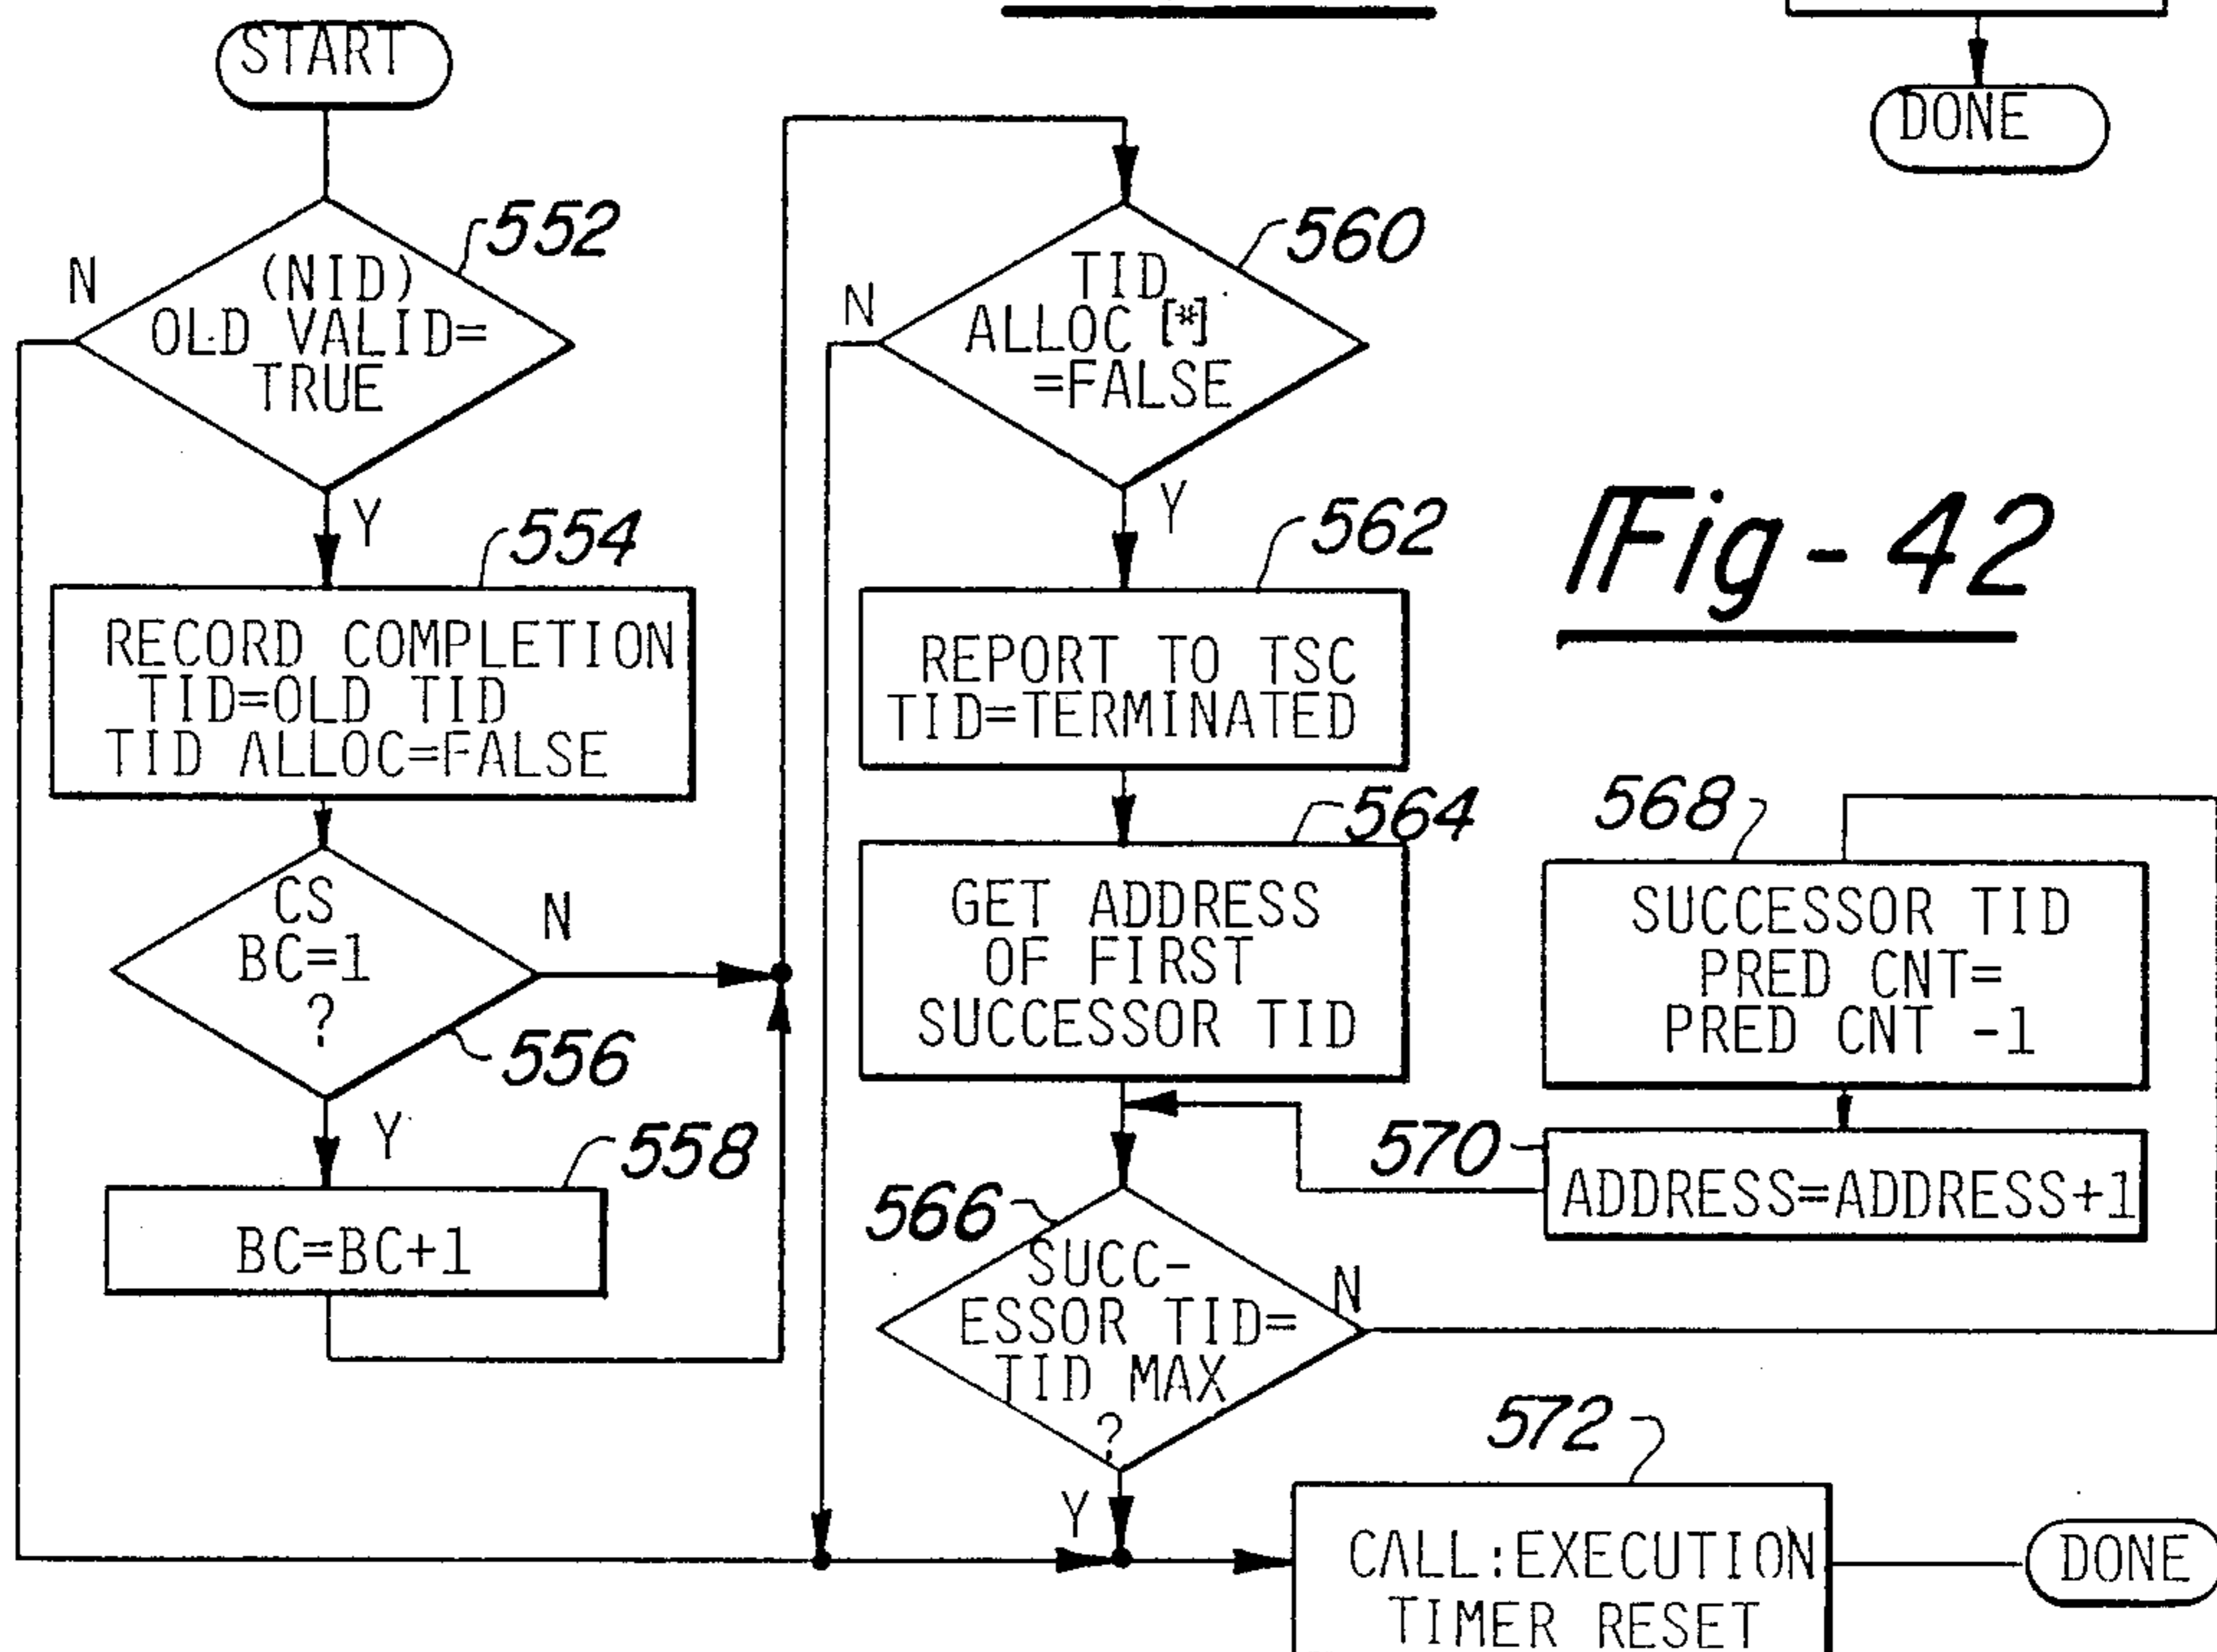 START
DONE
552
N
(NID)
OLD VALID=
TRUE
Y
554
RECORD COMPLETION
TID=OLD TID
TID ALLOC=FALSE
CS
BC=1
?
N
556
Y
558
BC=BC+1
560
N
TID
ALLOC [*]
=FALSE
Y
562
REPORT TO TSC
TID=TERMINATED
564
GET ADDRESS
OF FIRST
SUCCESSOR TID
Fig-42
568
SUCCESSOR TID
PRED CNT=
PRED CNT -1
570
ADDRESS=ADDRESS+1
566
SUCC-
ESSOR TID=
TID MAX
?
N
Y
572
CALL:EXECUTION
TIMER RESET
DONE